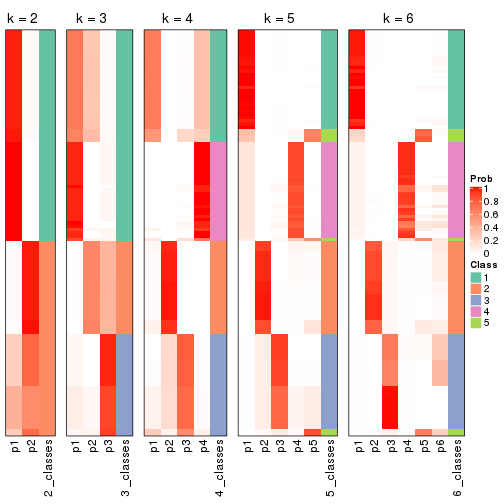 k = 2
k = 3
k = 4
k = 5
k = 6
Prob
1
0.8
0.6
0.4
0.2
0
Class
1
2
3
4
5
p1
p2
2_classes
p1
p2
p3
3_classes
p1
p2
p3
p4
4_classes
p1
p2
p3
p4
p5
5_classes
p1
p2
p3
p4
p5
p6
6_classes